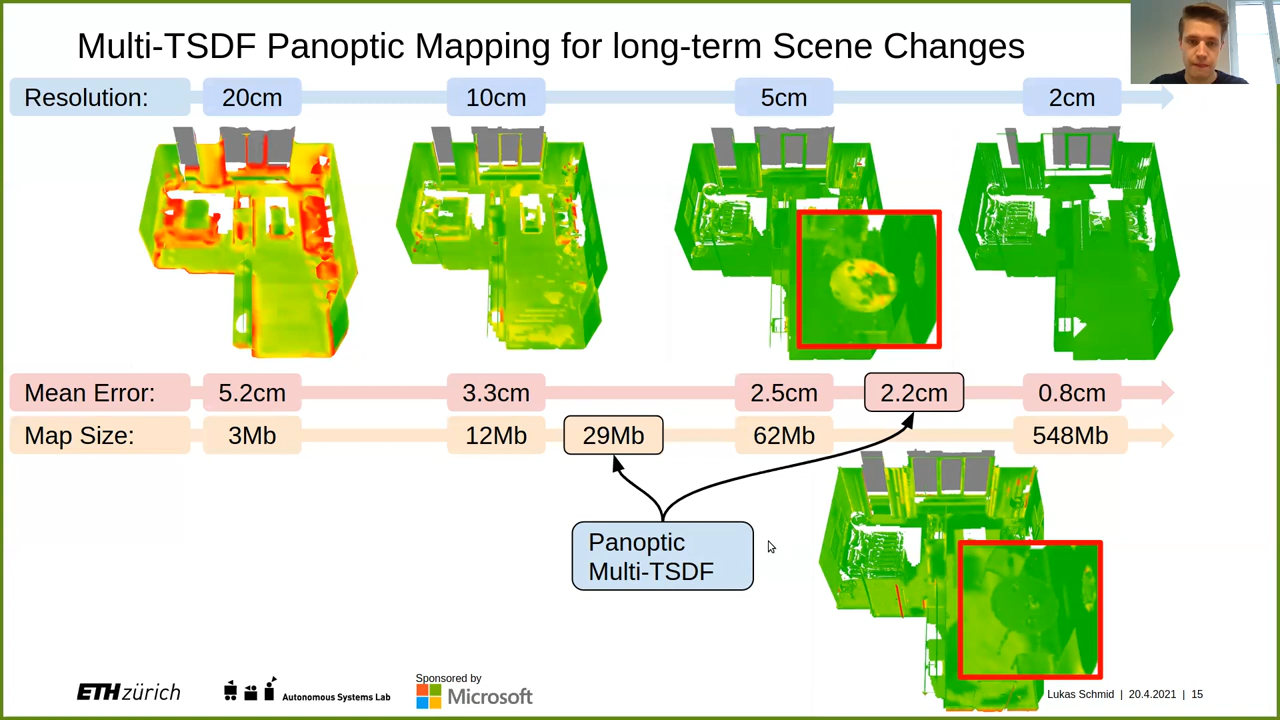 Multi-TSDF Panoptic Mapping for long-term Scene Changes
Resolution: 20cm 10cm 5cm 2cm
Mean Error: 5.2cm 3.3cm 2.5cm 2.2cm 0.8cm
Map Size: 3Mb 12Mb 29Mb 62Mb 548Mb
Panoptic
Multi-TSDF
ETH zürich
Autonomous Systems Lab
Sponsored by
Microsoft
Lukas Schmid | 20.4.2021 | 15